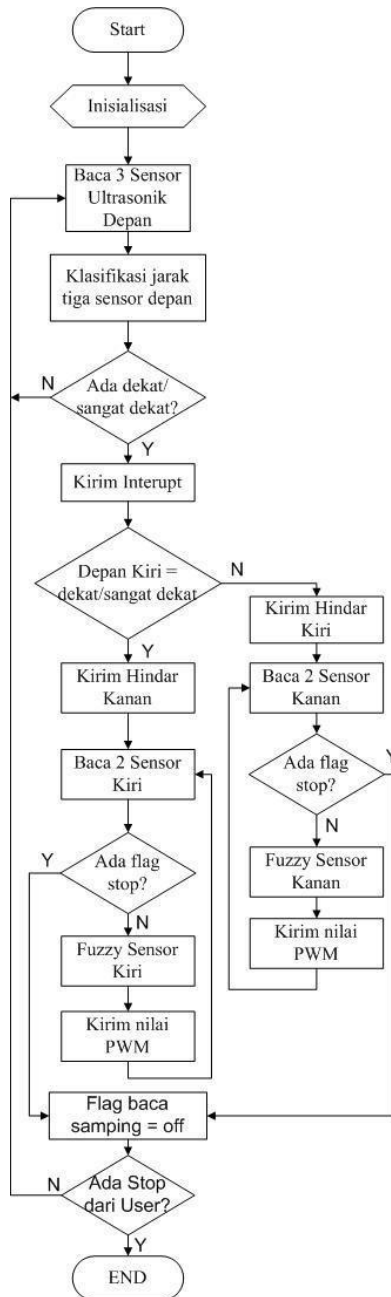 Start
Inisialisasi
Baca 3 Sensor
Ultrasonik
Depan
Klasifikasi jarak
tiga sensor depan
N
Ada dekat/
sangat dekat?
Y
Kirim Interupt
Depan Kiri =
dekat/sangat dekat
N
Y
Kirim Hindar
Kanan
Baca 2 Sensor
Kiri
Y
Ada flag
stop?
N
Fuzzy Sensor
Kiri
Kirim nilai
PWM
Kirim Hindar
Kiri
Baca 2 Sensor
Kanan
Y
Ada flag
stop?
N
Fuzzy Sensor
Kanan
Kirim nilai
PWM
Flag baca
samping = off
N
Ada Stop
dari User?
Y
END